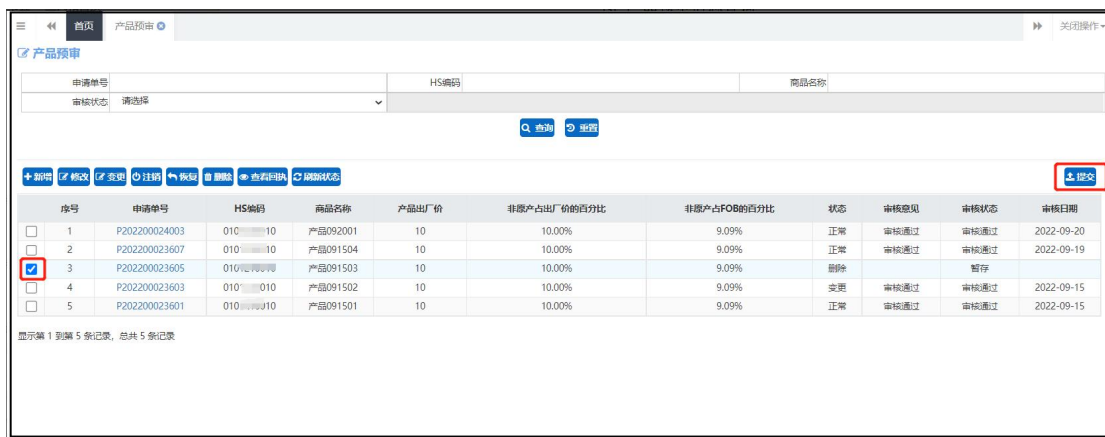 首页 产品预审 关闭操作
产品预审
申请单号 HS编码 商品名称
审核状态 请选择
查询 重置
新增 修改 变更 注销 恢复 删除 查看回执 刷新状态 提交
序号 申请单号 HS编码 商品名称 产品出厂价 非原产占出厂价的百分比 非原产占FOB的百分比 状态 审核意见 审核状态 审核日期
1 P202200024003 010 10 产品092001 10 10.00% 9.09% 正常 审核通过 审核通过 2022-09-20
2 P202200023607 010 10 产品091504 10 10.00% 9.09% 正常 审核通过 审核通过 2022-09-19
3 P202200023605 产品091503 10 10.00% 9.09% 删除 暂存
4 P202200023603 010 010 产品091502 10 10.00% 9.09% 变更 审核通过 审核通过 2022-09-15
5 P202200023601 010 10 产品091501 10 10.00% 9.09% 正常 审核通过 审核通过 2022-09-15
显示第 1 到第 5 条记录，总共 5 条记录